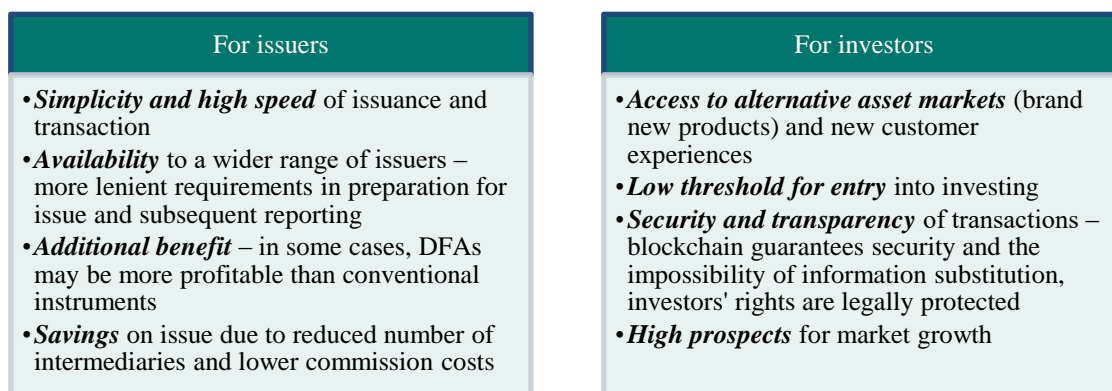 For issuers
•Simplicity and high speed of issuance and
transaction
•Availability to a wider range of issuers –
more lenient requirements in preparation for
issue and subsequent reporting
•Additional benefit – in some cases, DFAs
may be more profitable than conventional
instruments
•Savings on issue due to reduced number of
intermediaries and lower commission costs
For investors
•Access to alternative asset markets (brand
new products) and new customer
experiences
•Low threshold for entry into investing
•Security and transparency of transactions –
blockchain guarantees security and the
impossibility of information substitution,
investors' rights are legally protected
•High prospects for market growth